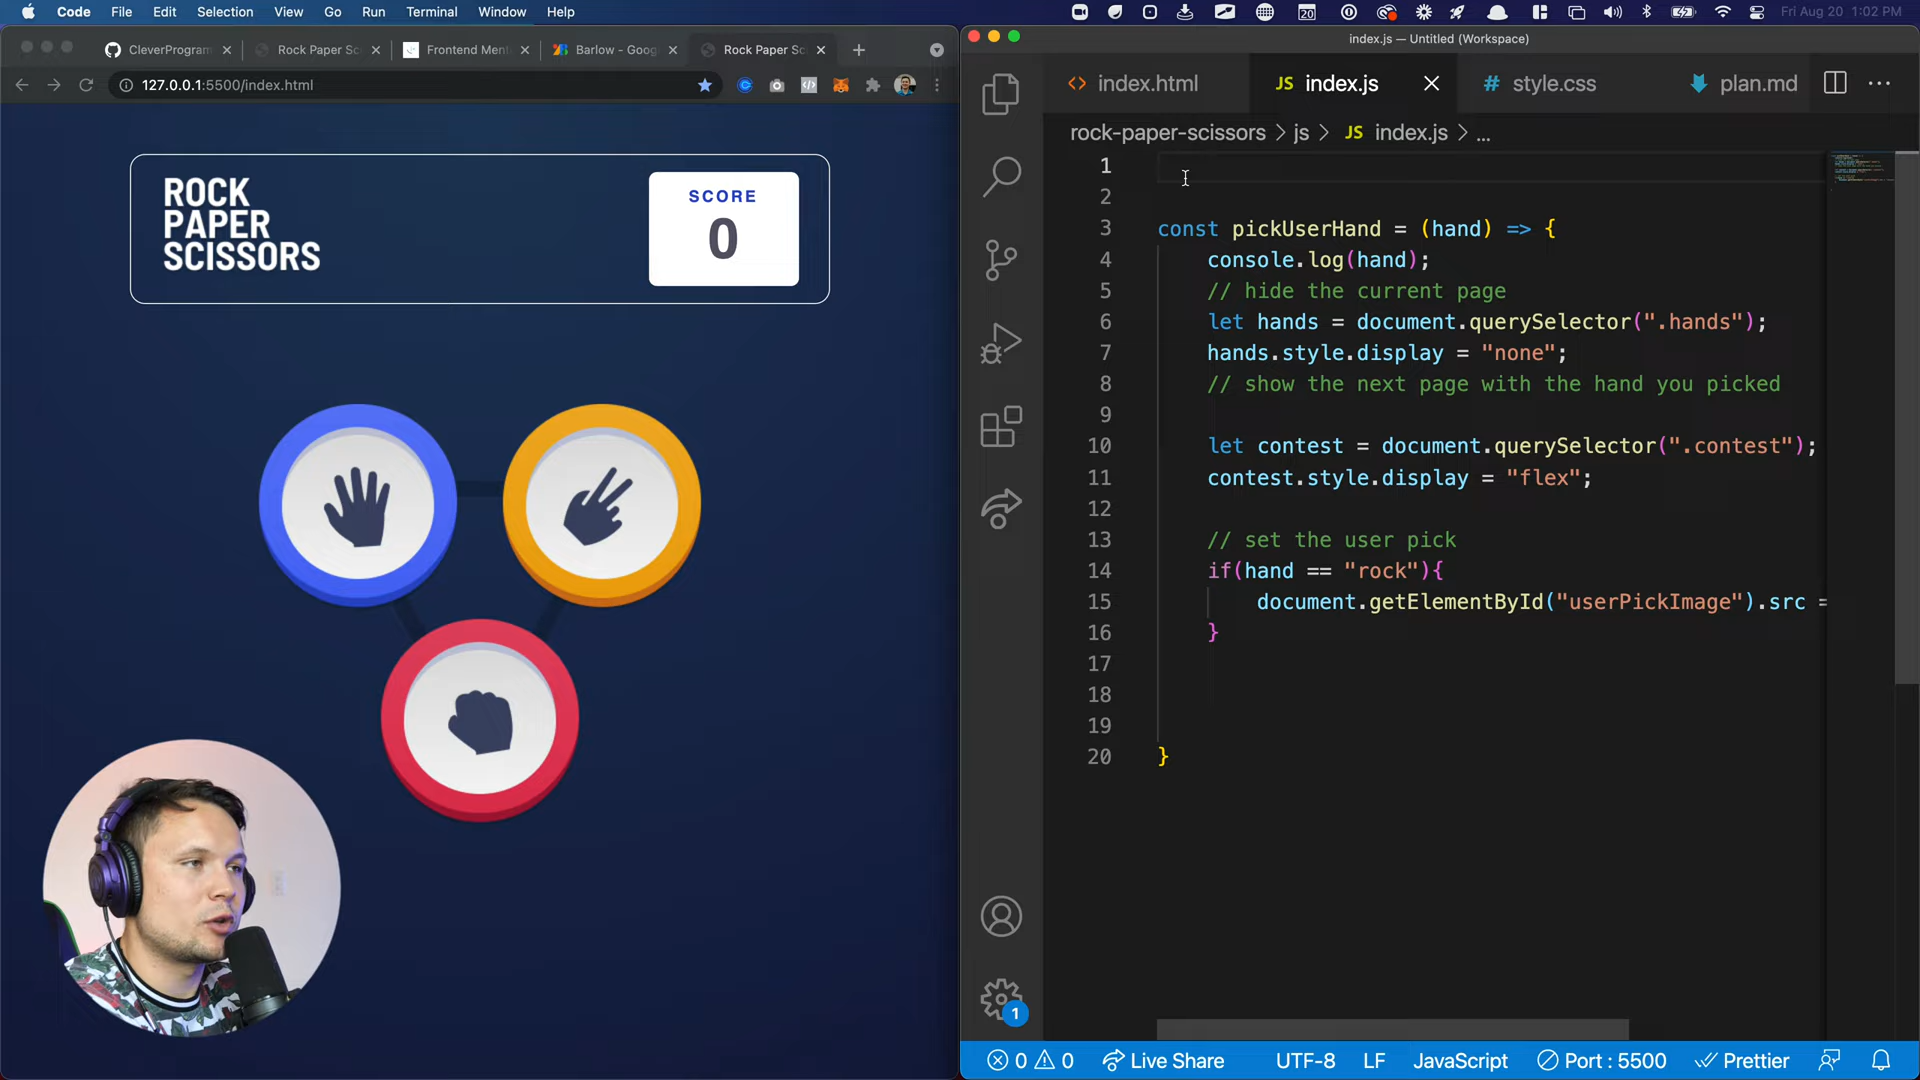 Code File Edit Selection View Go Run Terminal Window Help
20
Fri Aug 20 1:02 PM
CleverProgram
Rock Paper Sc
Frontend Ment
Barlow - Goog
Rock Paper Sc
127.0.0.1:5500/index.html
ROCK
PAPER
SCISSORS
SCORE
0
index.js — Untitled (Workspace)
index.html
JS index.js
# style.css
plan.md
rock-paper-scissors > js > JS index.js > ...
1
2
3 const pickUserHand = (hand) => {
4 console.log(hand);
5 // hide the current page
6 let hands = document.querySelector(".hands");
7 hands.style.display = "none";
8 // show the next page with the hand you picked
9
10 let contest = document.querySelector(".contest");
11 contest.style.display = "flex";
12
13 // set the user pick
14 if(hand == "rock"){
15 document.getElementById("userPickImage").src =
16 }
17
18
19
20 }
1
0 0 Live Share UTF-8 LF JavaScript Port : 5500 Prettier